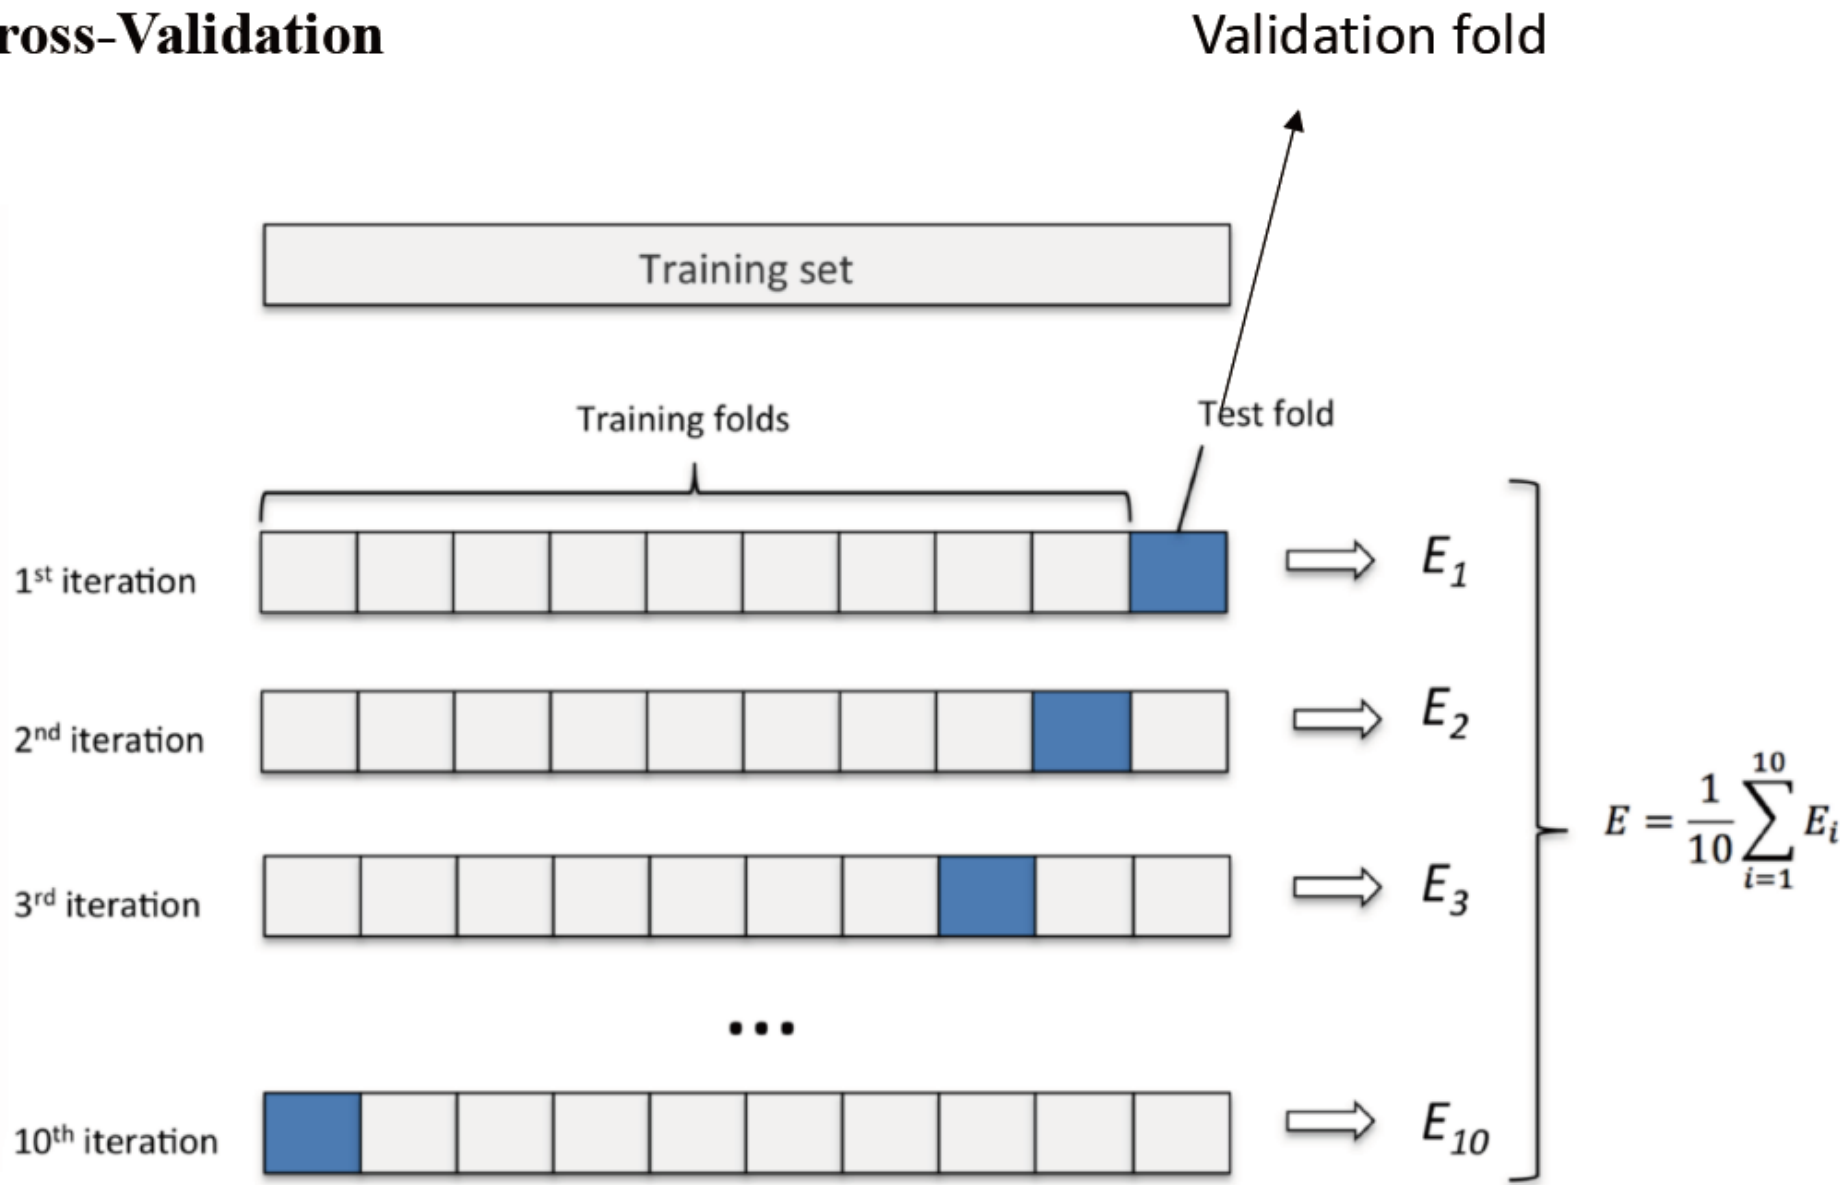 ross-Validation
Validation fold
Training set
Training folds
Test fold
1st iteration
E1
2nd iteration
E2
E = 1/10 10∑i=1 Ei
3rd iteration
E3
...
10th iteration
E10